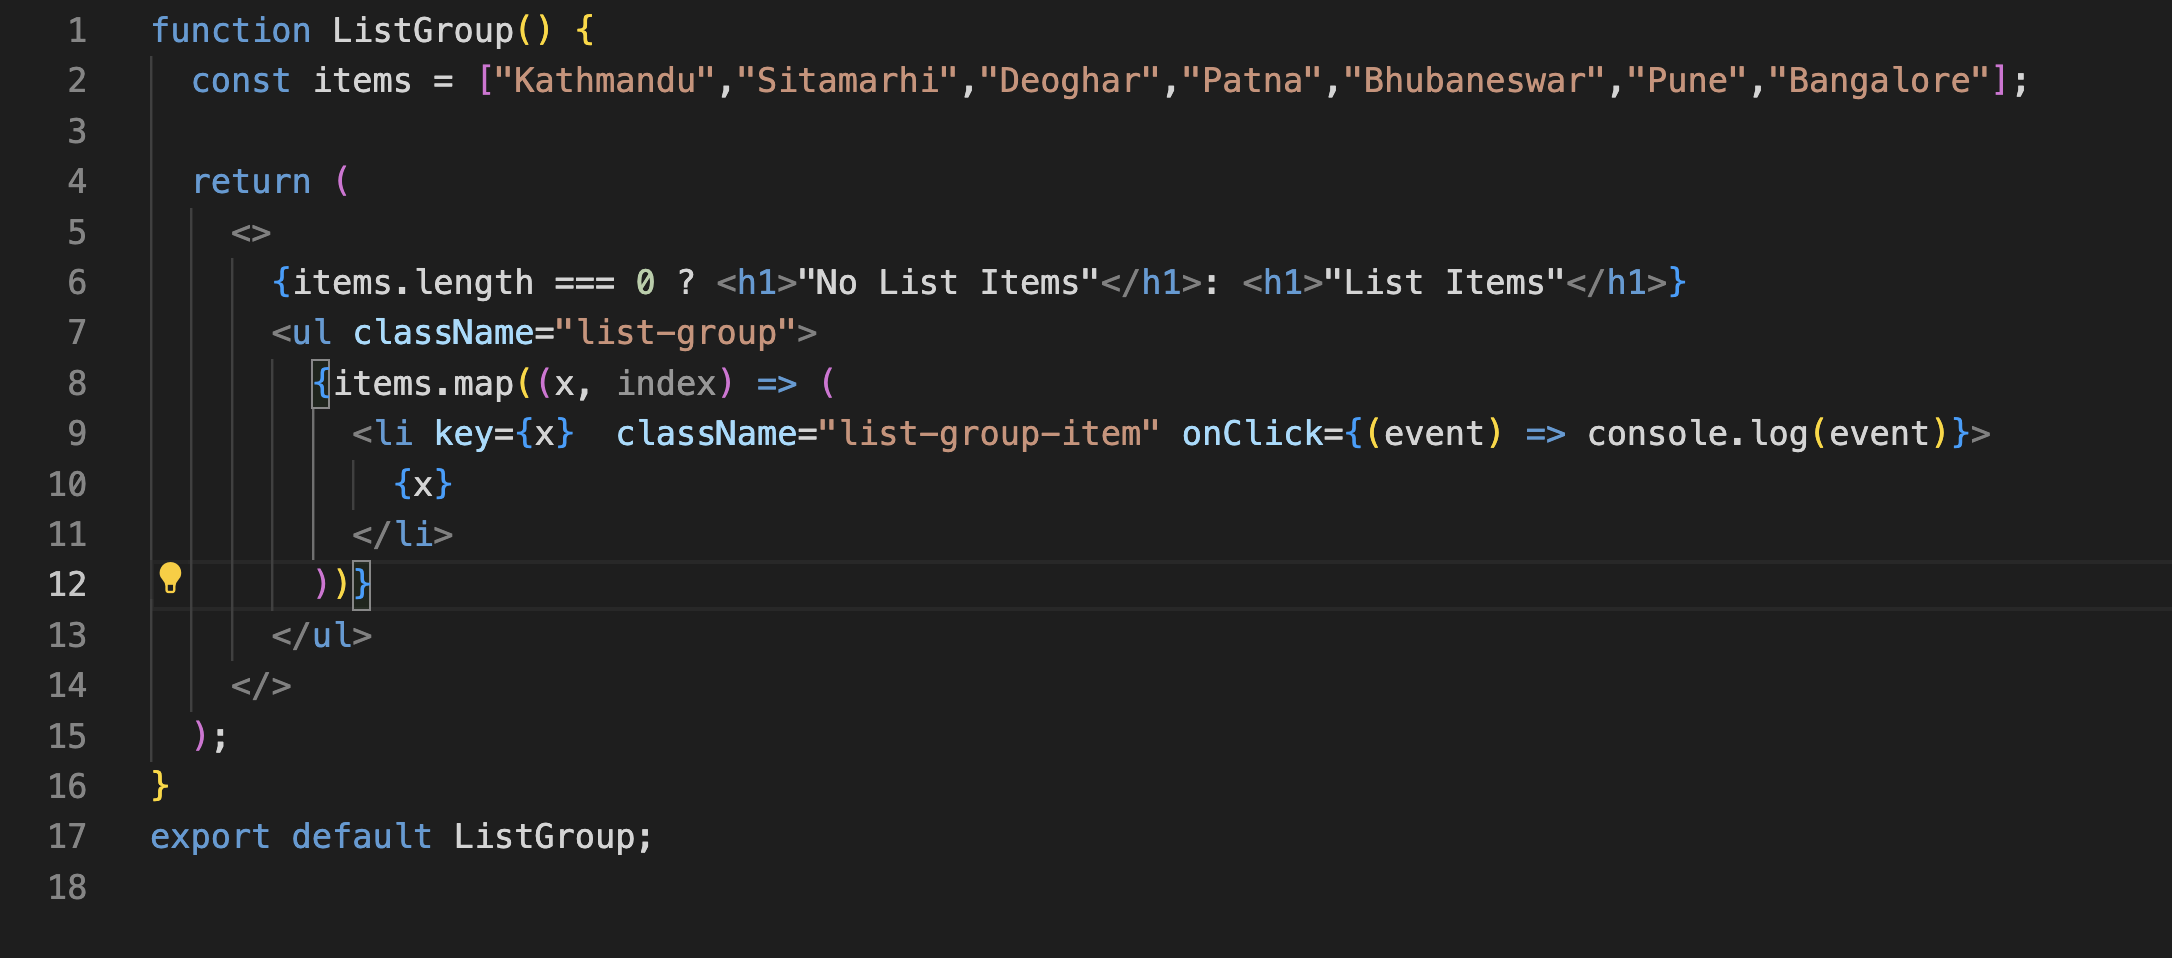 1 function ListGroup() {
2 const items = ["Kathmandu","Sitamarhi","Deoghar","Patna","Bhubaneswar","Pune","Bangalore"];
3
4 return (
5 <>
6 {items.length === 0 ? <h1>"No List Items"</h1>: <h1>"List Items"</h1>}
7 <ul className="list-group">
8 {items.map((x, index) => (
9 <li key={x}  className="list-group-item" onClick={(event) => console.log(event)}>
10 {x}
11 </li>
12 ))}
13 </ul>
14 </>
15 );
16 }
17 export default ListGroup;
18